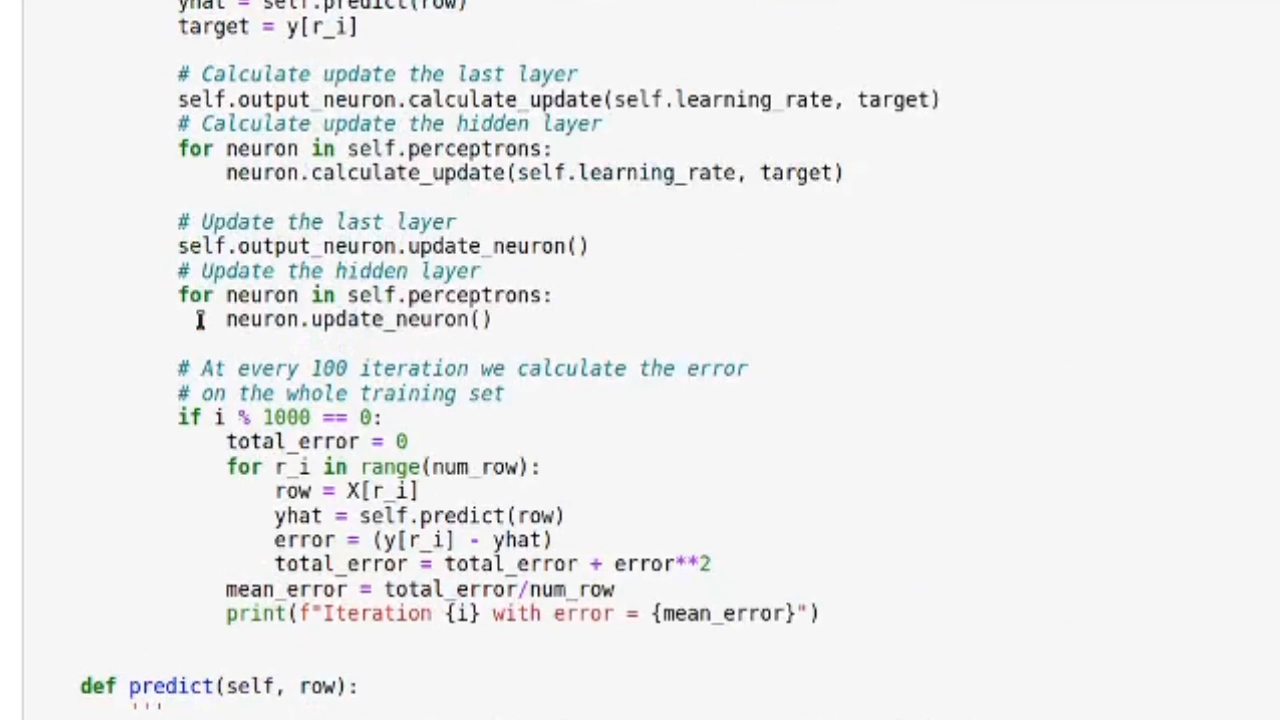 yhat = self.predict(row)
target = y[r_i]
# Calculate update the last layer
self.output_neuron.calculate_update(self.learning_rate, target)
# Calculate update the hidden layer
for neuron in self.perceptrons:
neuron.calculate_update(self.learning_rate, target)
# Update the last layer
self.output_neuron.update_neuron()
# Update the hidden layer
for neuron in self.perceptrons:
neuron.update_neuron()
# At every 100 iteration we calculate the error
# on the whole training set
if i % 1000 == 0:
total_error = 0
for r_i in range(num_row):
row = X[r_i]
yhat = self.predict(row)
error = (y[r_i] - yhat)
total_error = total_error + error**2
mean_error = total_error/num_row
print(f"Iteration {i} with error = {mean_error}")
def predict(self, row):
'''